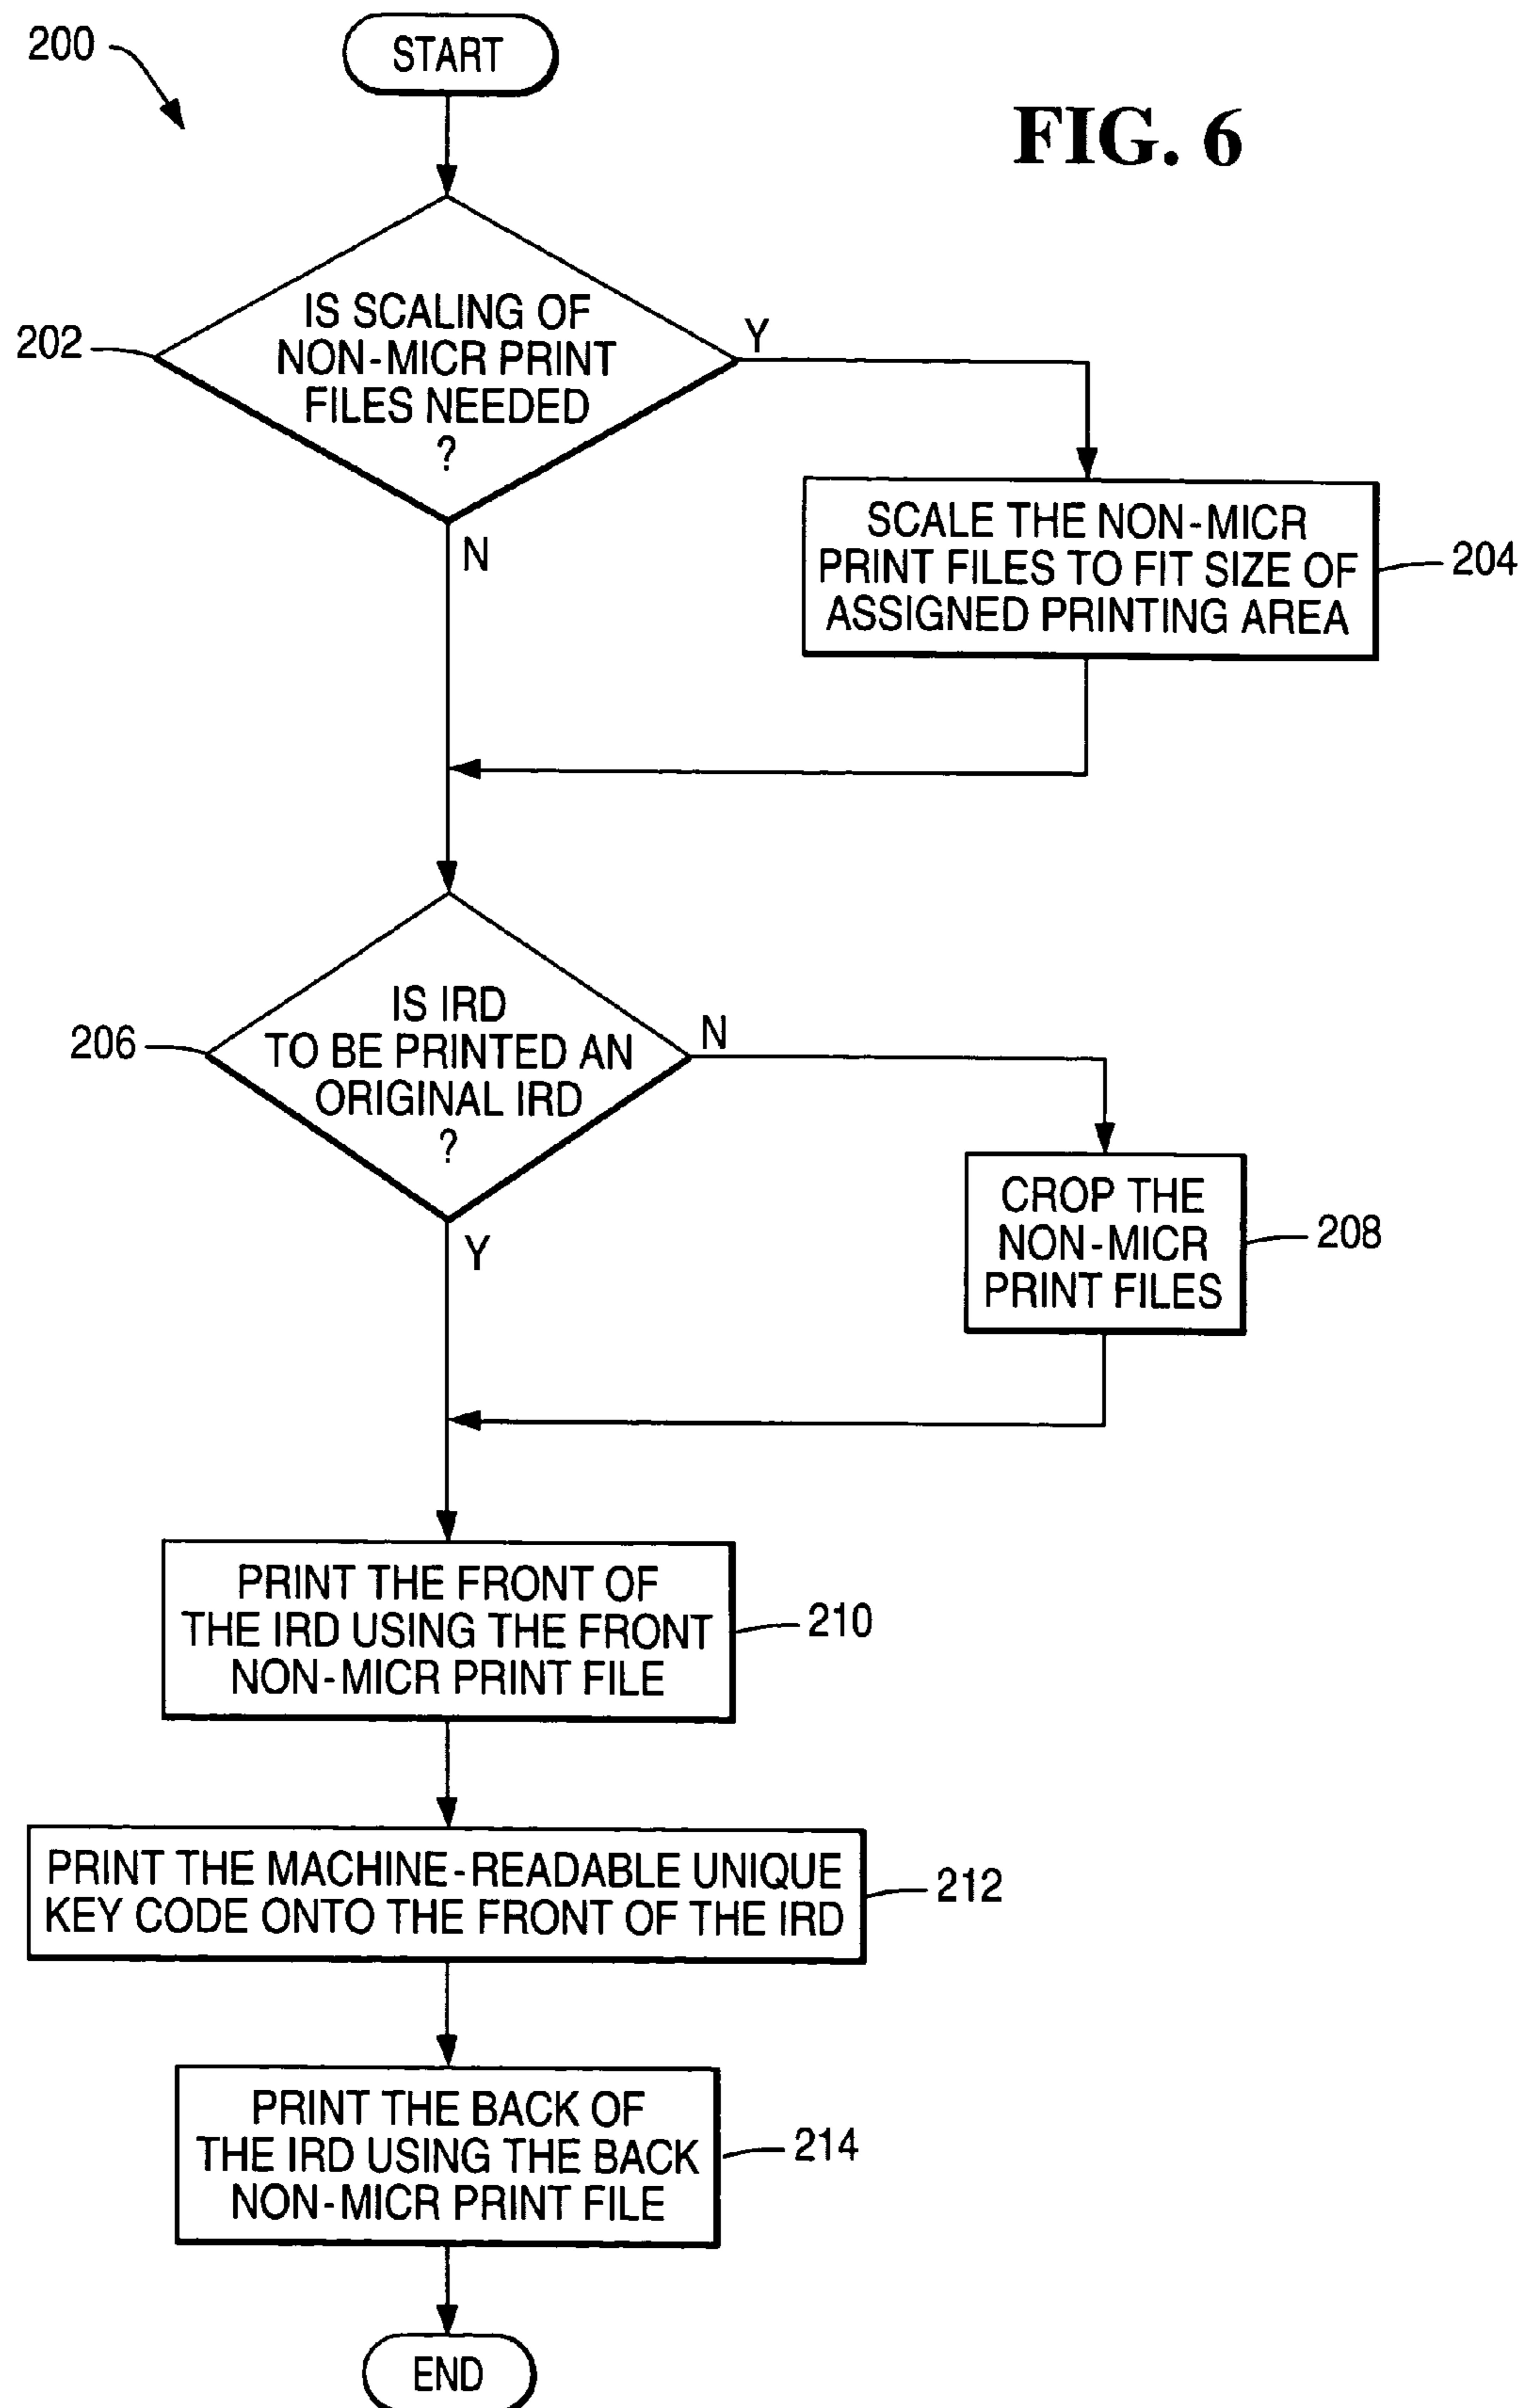 200
START
FIG. 6
202
IS SCALING OF
NON-MICR PRINT
FILES NEEDED
?
Y
N
SCALE THE NON-MICR
PRINT FILES TO FIT SIZE OF
ASSIGNED PRINTING AREA
204
206
IS IRD
TO BE PRINTED AN
ORIGINAL IRD
?
N
Y
CROP THE
NON-MICR
PRINT FILES
208
PRINT THE FRONT OF
THE IRD USING THE FRONT
NON-MICR PRINT FILE
210
PRINT THE MACHINE-READABLE UNIQUE
KEY CODE ONTO THE FRONT OF THE IRD
212
PRINT THE BACK OF
THE IRD USING THE BACK
NON-MICR PRINT FILE
214
END